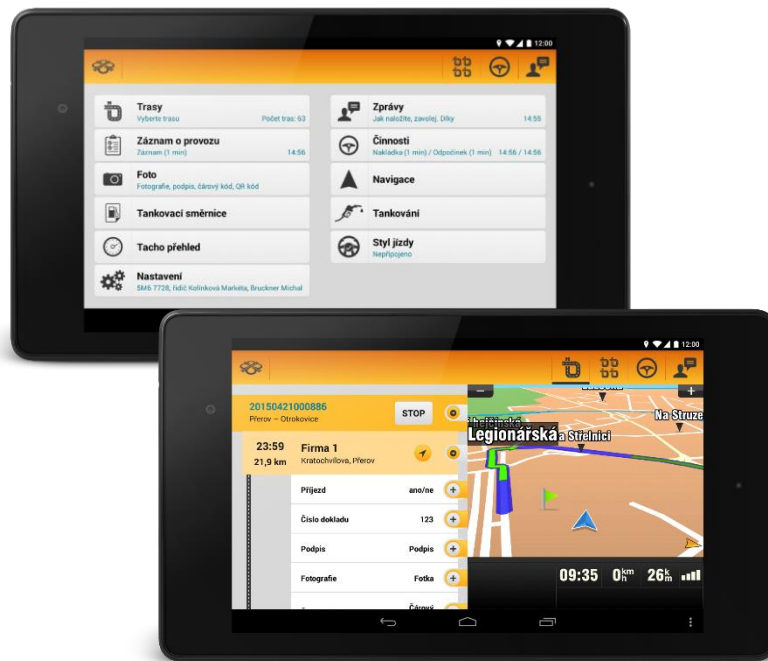 12:00
Trasy
Vyberte trasu
Počet tras: 63
Záznam o provozu
Záznam (1 min)
14:56
Foto
Fotografie, podpis, čárový kód, QR kód
Tankovací směrnice
Tacho přehled
Nastavení
5M6 7728, řidič Kalinková Markéta, Bruckner Michal
Zprávy
Jak naložíte, zavolej. Díky
14:55
Činnosti
Nakládka (1 min) / Odpočinek (1 min)
14:56 / 14:56
Navigace
Tankování
Styl jízdy
Nepřipojeno
12:00
20150421000886
Přerov – Otrokovice
STOP
23:59
21,9 km
Firma 1
Kratochvílova, Přerov
Příjezd
ano/ne
Číslo dokladu
123
Podpis
Podpis
Fotografie
Fotka
Čárový
Na Struze
Legionářská
a Střelnicí
09:35
0 km h
26 k m